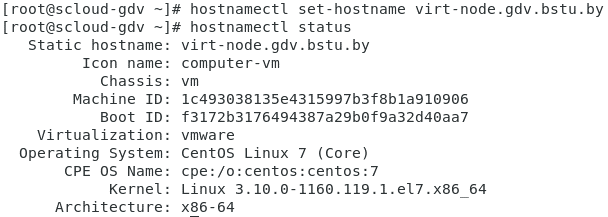 [root@scloud-gdv ~]# hostnamectl set-hostname virt-node.gdv.bstu.by
[root@scloud-gdv ~]# hostnamectl status
Static hostname: virt-node.gdv.bstu.by
Icon name: computer-vm
Chassis: vm
Machine ID: 1c493038135e4315997b3f8b1a910906
Boot ID: f3172b3176494387a29b0f9a32d40aa7
Virtualization: vmware
Operating System: CentOS Linux 7 (Core)
CPE OS Name: cpe:/o:centos:centos:7
Kernel: Linux 3.10.0-1160.119.1.el7.x86_64
Architecture: x86-64